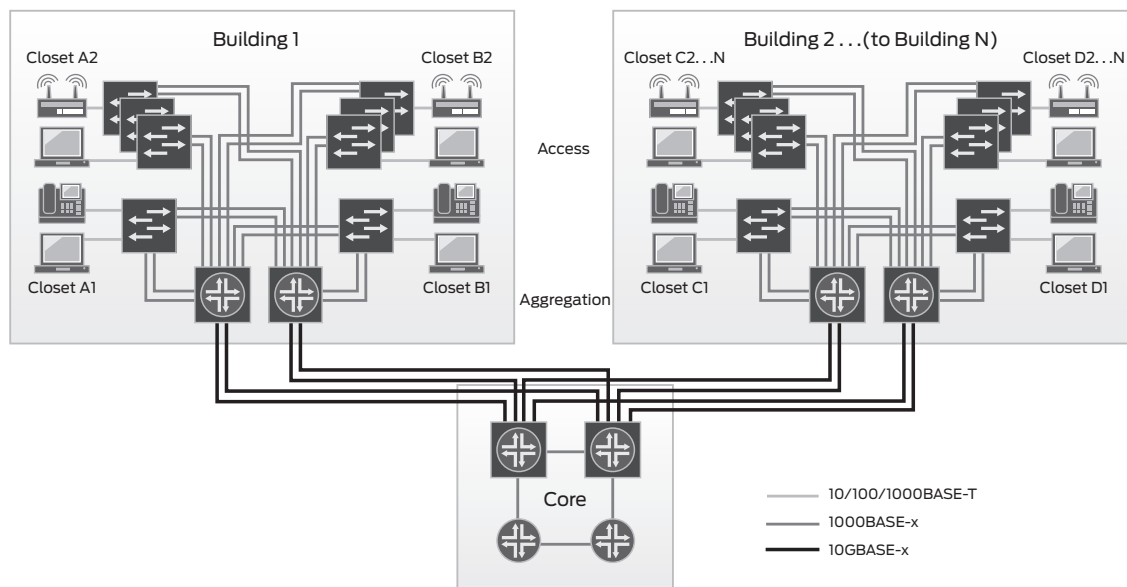 Building 1
Closet A2
Closet B2
Closet A1
Closet B1
Access
Aggregation
Building 2 . . . (to Building N)
Closet C2. . .N
Closet D2. . .N
Closet C1
Closet D1
Core
10/100/1000BASE-T
1000BASE-x
10GBASE-x